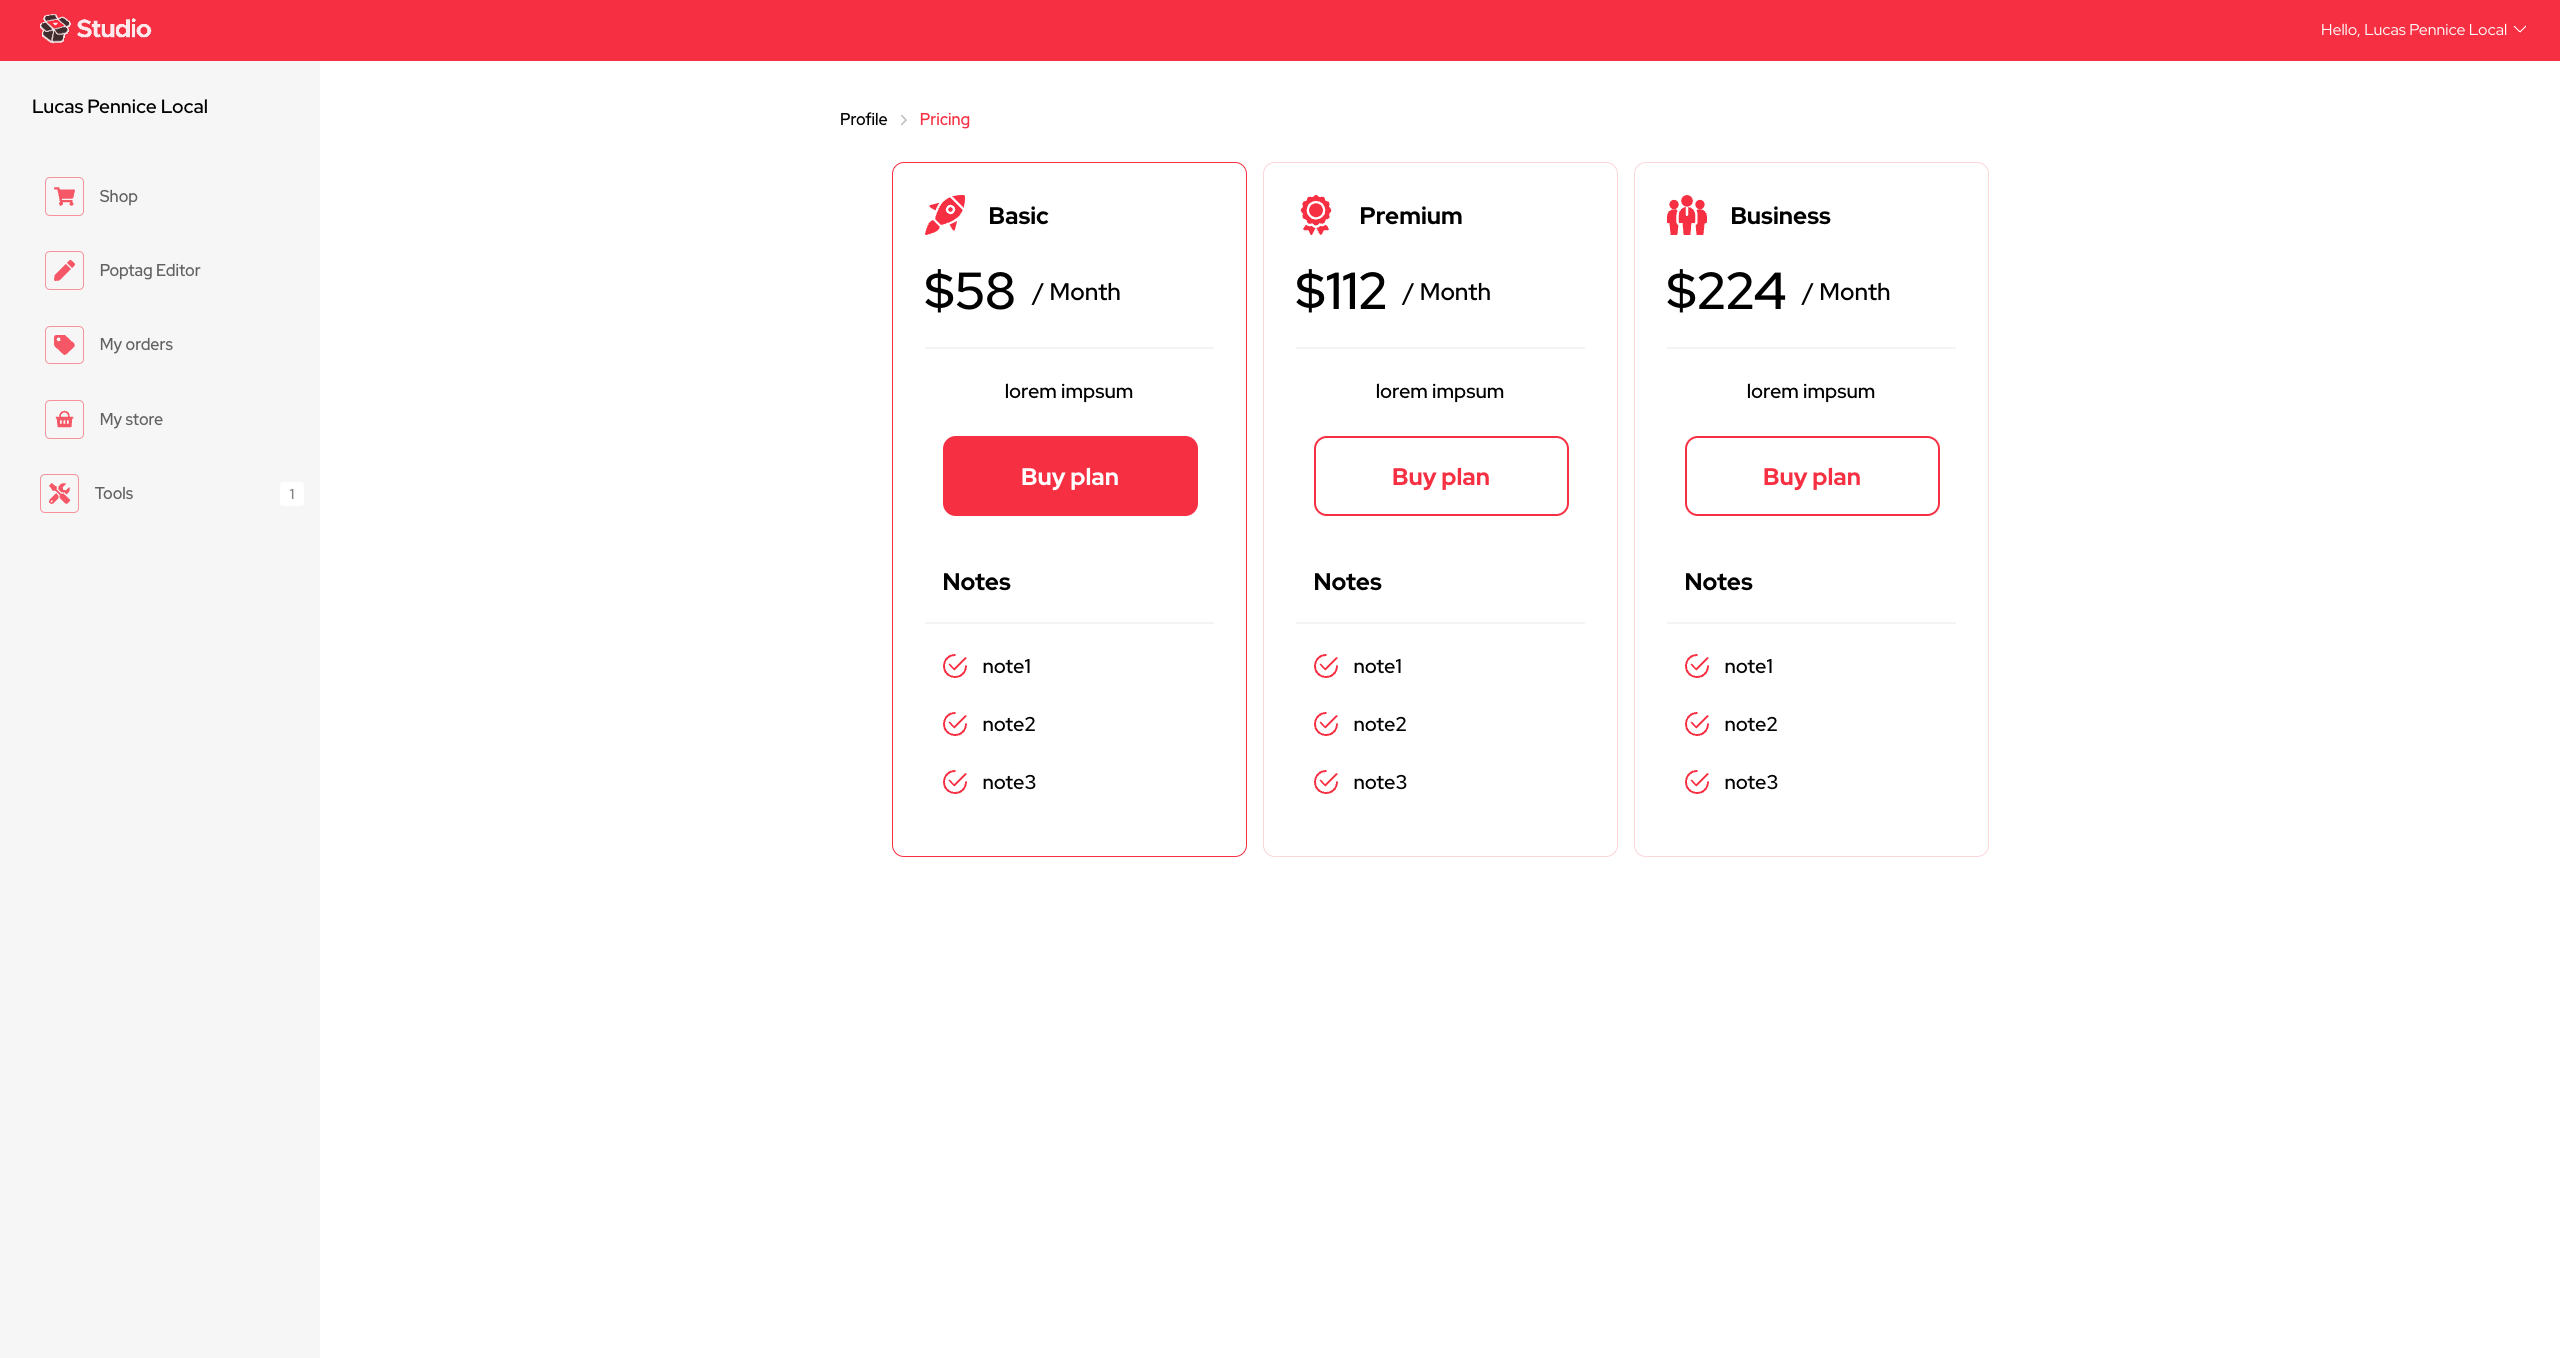 Studio
Hello, Lucas Pennice Local
Lucas Pennice Local
Shop
Poptag Editor
My orders
My store
Tools
1
Profile
Pricing
Basic
$58 / Month
lorem impsum
Buy plan
Notes
note1
note2
note3
Premium
$112 / Month
lorem impsum
Buy plan
Notes
note1
note2
note3
Business
$224 / Month
lorem impsum
Buy plan
Notes
note1
note2
note3